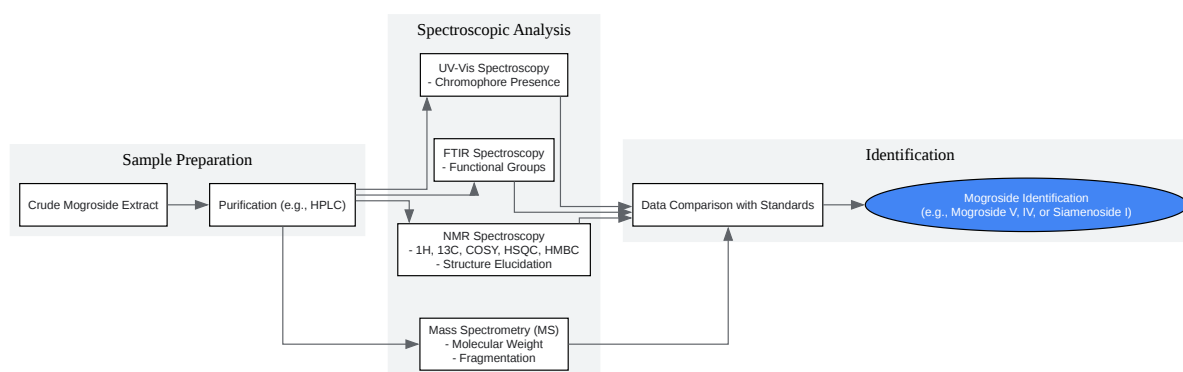 Sample Preparation
Crude Mogroside Extract
Purification (e.g., HPLC)
Spectroscopic Analysis
UV-Vis Spectroscopy
- Chromophore Presence
FTIR Spectroscopy
- Functional Groups
NMR Spectroscopy
- 1H, 13C, COSY, HSQC, HMBC
- Structure Elucidation
Mass Spectrometry (MS)
- Molecular Weight
- Fragmentation
Identification
Data Comparison with Standards
Mogroside Identification
(e.g., Mogroside V, IV, or Siamenoside I)